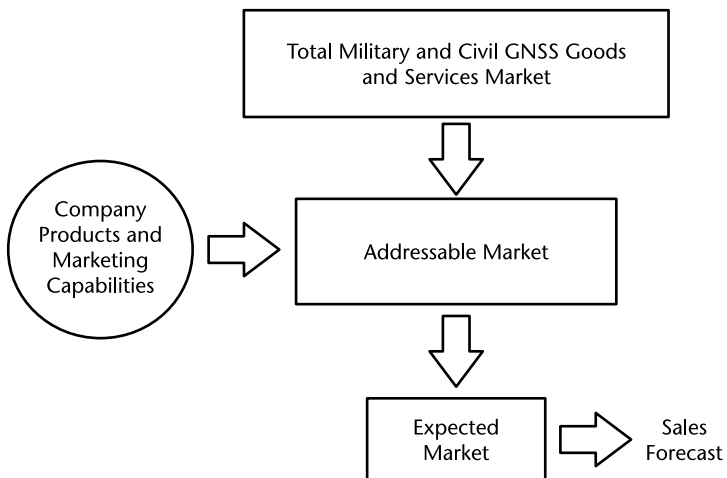 Total Military and Civil GNSS Goods
and Services Market
Company
Products and
Marketing
Capabilities
Addressable Market
Expected
Market
Sales
Forecast